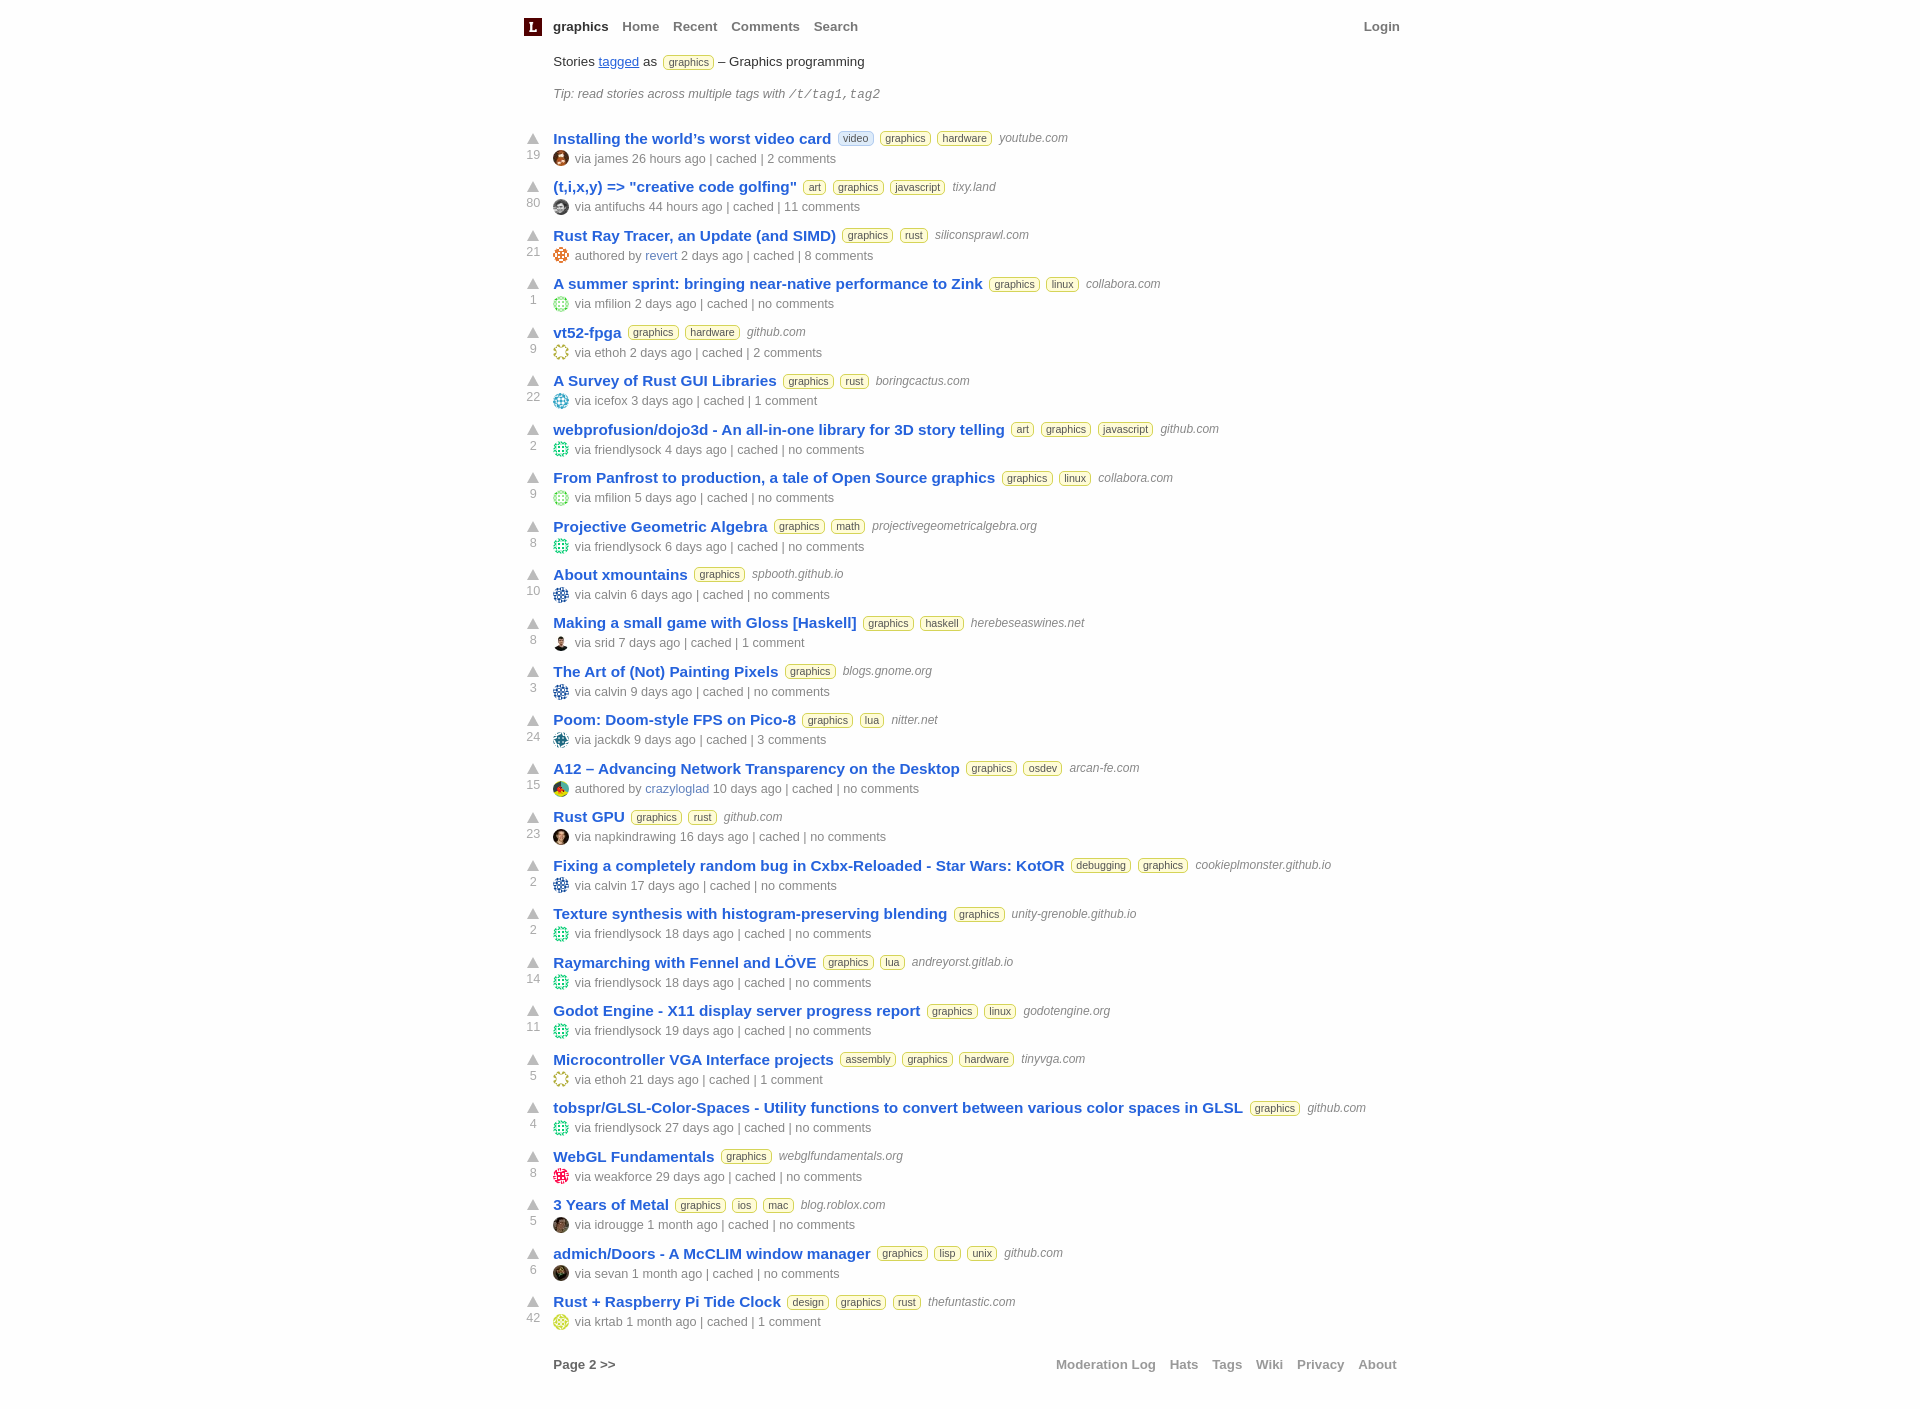 L graphics Home Recent Comments Search Login
Stories tagged as graphics – Graphics programming
Tip: read stories across multiple tags with /t/tag1,tag2
Installing the world’s worst video card video graphics hardware youtube.com
19 via james 26 hours ago | cached | 2 comments
(t,i,x,y) => "creative code golfing" art graphics javascript tixy.land
80 via antifuchs 44 hours ago | cached | 11 comments
Rust Ray Tracer, an Update (and SIMD) graphics rust siliconsprawl.com
21 authored by revert 2 days ago | cached | 8 comments
A summer sprint: bringing near-native performance to Zink graphics linux collabora.com
1 via mfilion 2 days ago | cached | no comments
vt52-fpga graphics hardware github.com
9 via ethoh 2 days ago | cached | 2 comments
A Survey of Rust GUI Libraries graphics rust boringcactus.com
22 via icefox 3 days ago | cached | 1 comment
webprofusion/dojo3d - An all-in-one library for 3D story telling art graphics javascript github.com
2 via friendlysock 4 days ago | cached | no comments
From Panfrost to production, a tale of Open Source graphics graphics linux collabora.com
9 via mfilion 5 days ago | cached | no comments
Projective Geometric Algebra graphics math projectivegeometricalgebra.org
8 via friendlysock 6 days ago | cached | no comments
About xmountains graphics spbooth.github.io
10 via calvin 6 days ago | cached | no comments
Making a small game with Gloss [Haskell] graphics haskell herebeseaswines.net
8 via srid 7 days ago | cached | 1 comment
The Art of (Not) Painting Pixels graphics blogs.gnome.org
3 via calvin 9 days ago | cached | no comments
Poom: Doom-style FPS on Pico-8 graphics lua nitter.net
24 via jackdk 9 days ago | cached | 3 comments
A12 – Advancing Network Transparency on the Desktop graphics osdev arcan-fe.com
15 authored by crazyloglad 10 days ago | cached | no comments
Rust GPU graphics rust github.com
23 via napkindrawing 16 days ago | cached | no comments
Fixing a completely random bug in Cxbx-Reloaded - Star Wars: KotOR debugging graphics cookieplmonster.github.io
2 via calvin 17 days ago | cached | no comments
Texture synthesis with histogram-preserving blending graphics unity-grenoble.github.io
2 via friendlysock 18 days ago | cached | no comments
Raymarching with Fennel and LÖVE graphics lua andreyorst.gitlab.io
14 via friendlysock 18 days ago | cached | no comments
Godot Engine - X11 display server progress report graphics linux godotengine.org
11 via friendlysock 19 days ago | cached | no comments
Microcontroller VGA Interface projects assembly graphics hardware tinyvga.com
5 via ethoh 21 days ago | cached | 1 comment
tobspr/GLSL-Color-Spaces - Utility functions to convert between various color spaces in GLSL graphics github.com
4 via friendlysock 27 days ago | cached | no comments
WebGL Fundamentals graphics webglfundamentals.org
8 via weakforce 29 days ago | cached | no comments
3 Years of Metal graphics ios mac blog.roblox.com
5 via idrougge 1 month ago | cached | no comments
admich/Doors - A McCLIM window manager graphics lisp unix github.com
6 via sevan 1 month ago | cached | no comments
Rust + Raspberry Pi Tide Clock design graphics rust thefuntastic.com
42 via krtab 1 month ago | cached | 1 comment
Page 2 >> Moderation Log Hats Tags Wiki Privacy About